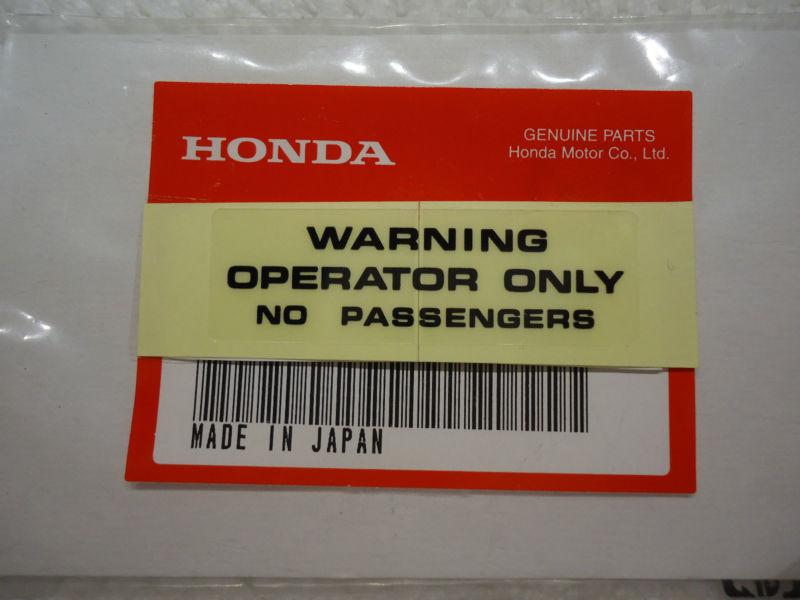 HONDA
GENUINE PARTS
Honda Motor Co., Ltd.
WARNING
OPERATOR ONLY
NO PASSENGERS
MADE IN JAPAN